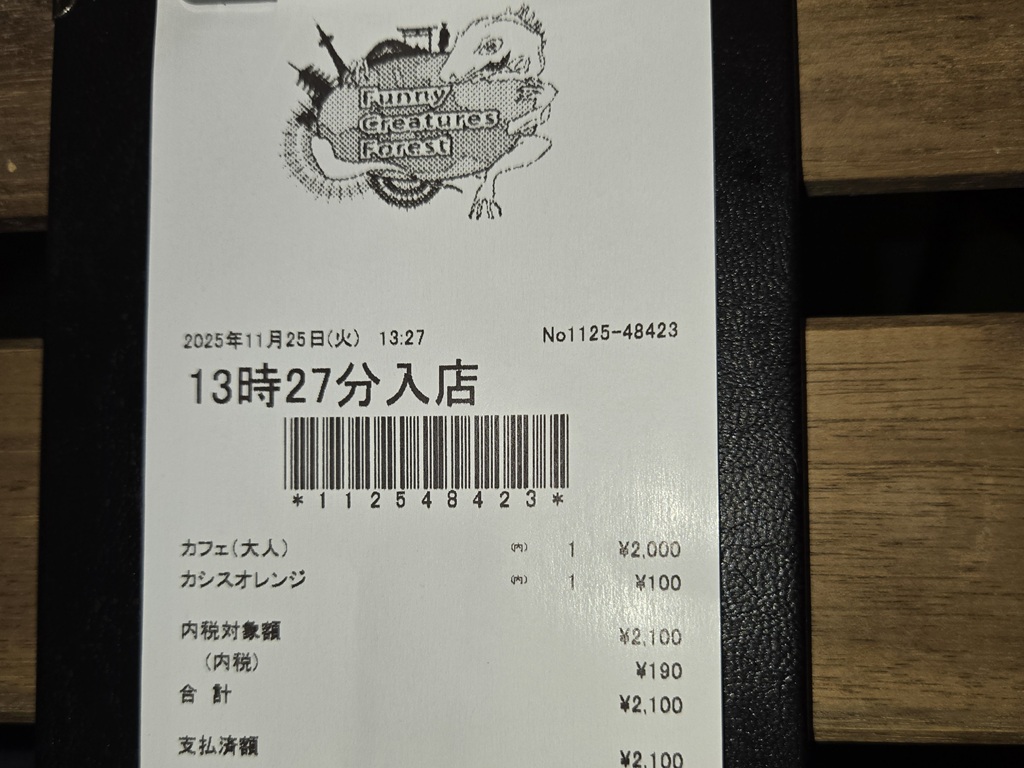 Funny
Creatures
Forest
2025年11月25日(火) 13:27 No1125-48423
13時27分入店
*112548423*
カフェ(大人) (内) 1 ¥2,000
カシスオレンジ (内) 1 ¥100
内税対象額 ¥2,100
(内税) ¥190
合 計 ¥2,100
支払済額 ¥2,100